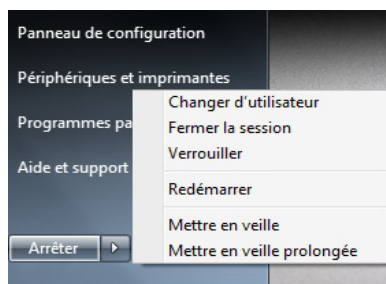 Panneau de configuration
Périphériques et imprimantes
Changer d'utilisateur
Programmes pa
Fermer la session
Verrouiller
Aide et support
Redémarrer
Mettre en veille
Arrêter
Mettre en veille prolongée